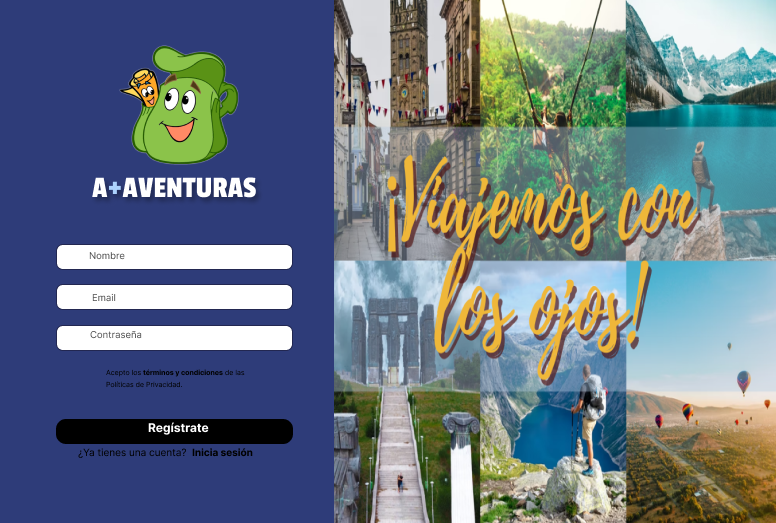 A+AVENTURAS
Nombre
Email
Contraseña
Acepto los términos y condiciones de las
Políticas de Privacidad.
Regístrate
¿Ya tienes una cuenta? Inicia sesión
¡Viajemos con
los ojos!